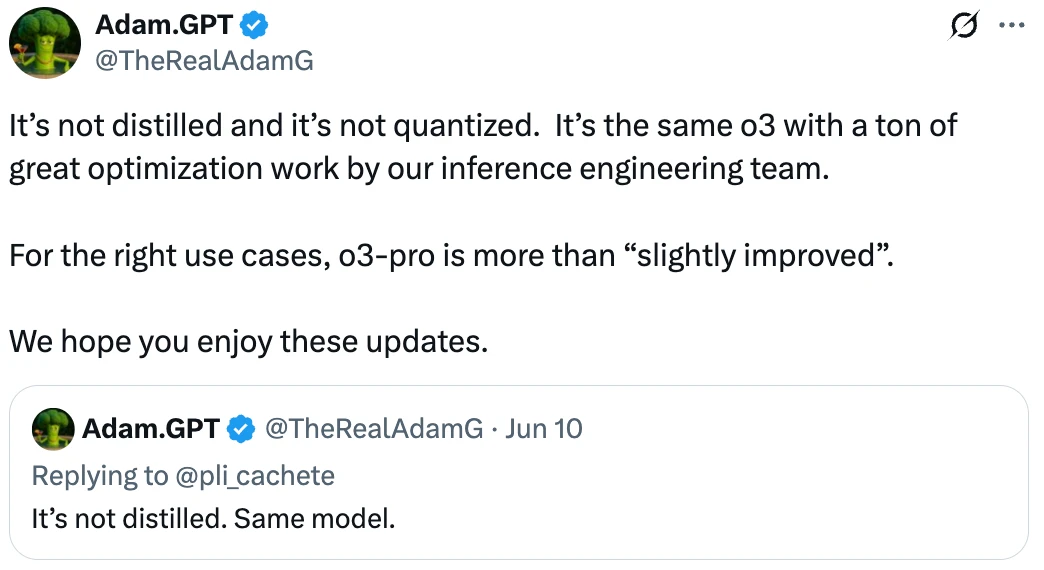 Adam.GPT
@TheRealAdamG
It’s not distilled and it’s not quantized.  It’s the same o3 with a ton of
great optimization work by our inference engineering team.
For the right use cases, o3-pro is more than “slightly improved”.
We hope you enjoy these updates.
Adam.GPT @TheRealAdamG · Jun 10
Replying to @pli_cachete
It’s not distilled. Same model.